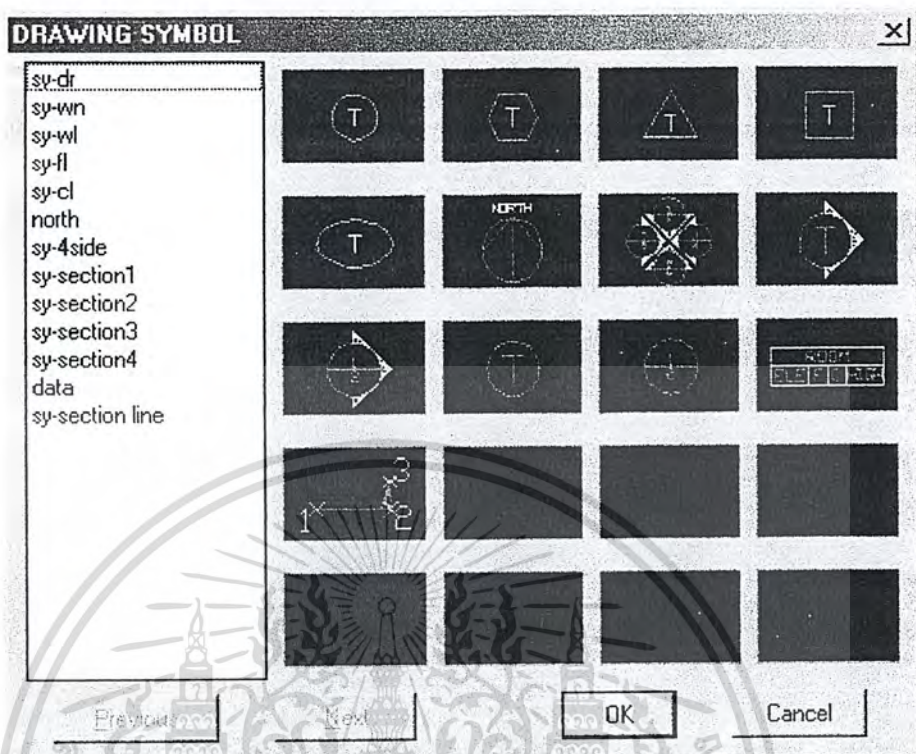 DRAWING SYMBOL
sy-dr
sy-wn
sy-wl
sy-fl
sy-cl
north
sy-4side
sy-section1
sy-section2
sy-section3
sy-section4
data
sy-section line
T
T
T
T
T
NORTH
T
T
ROOM
1
2
3
Previous
Next
OK
Cancel